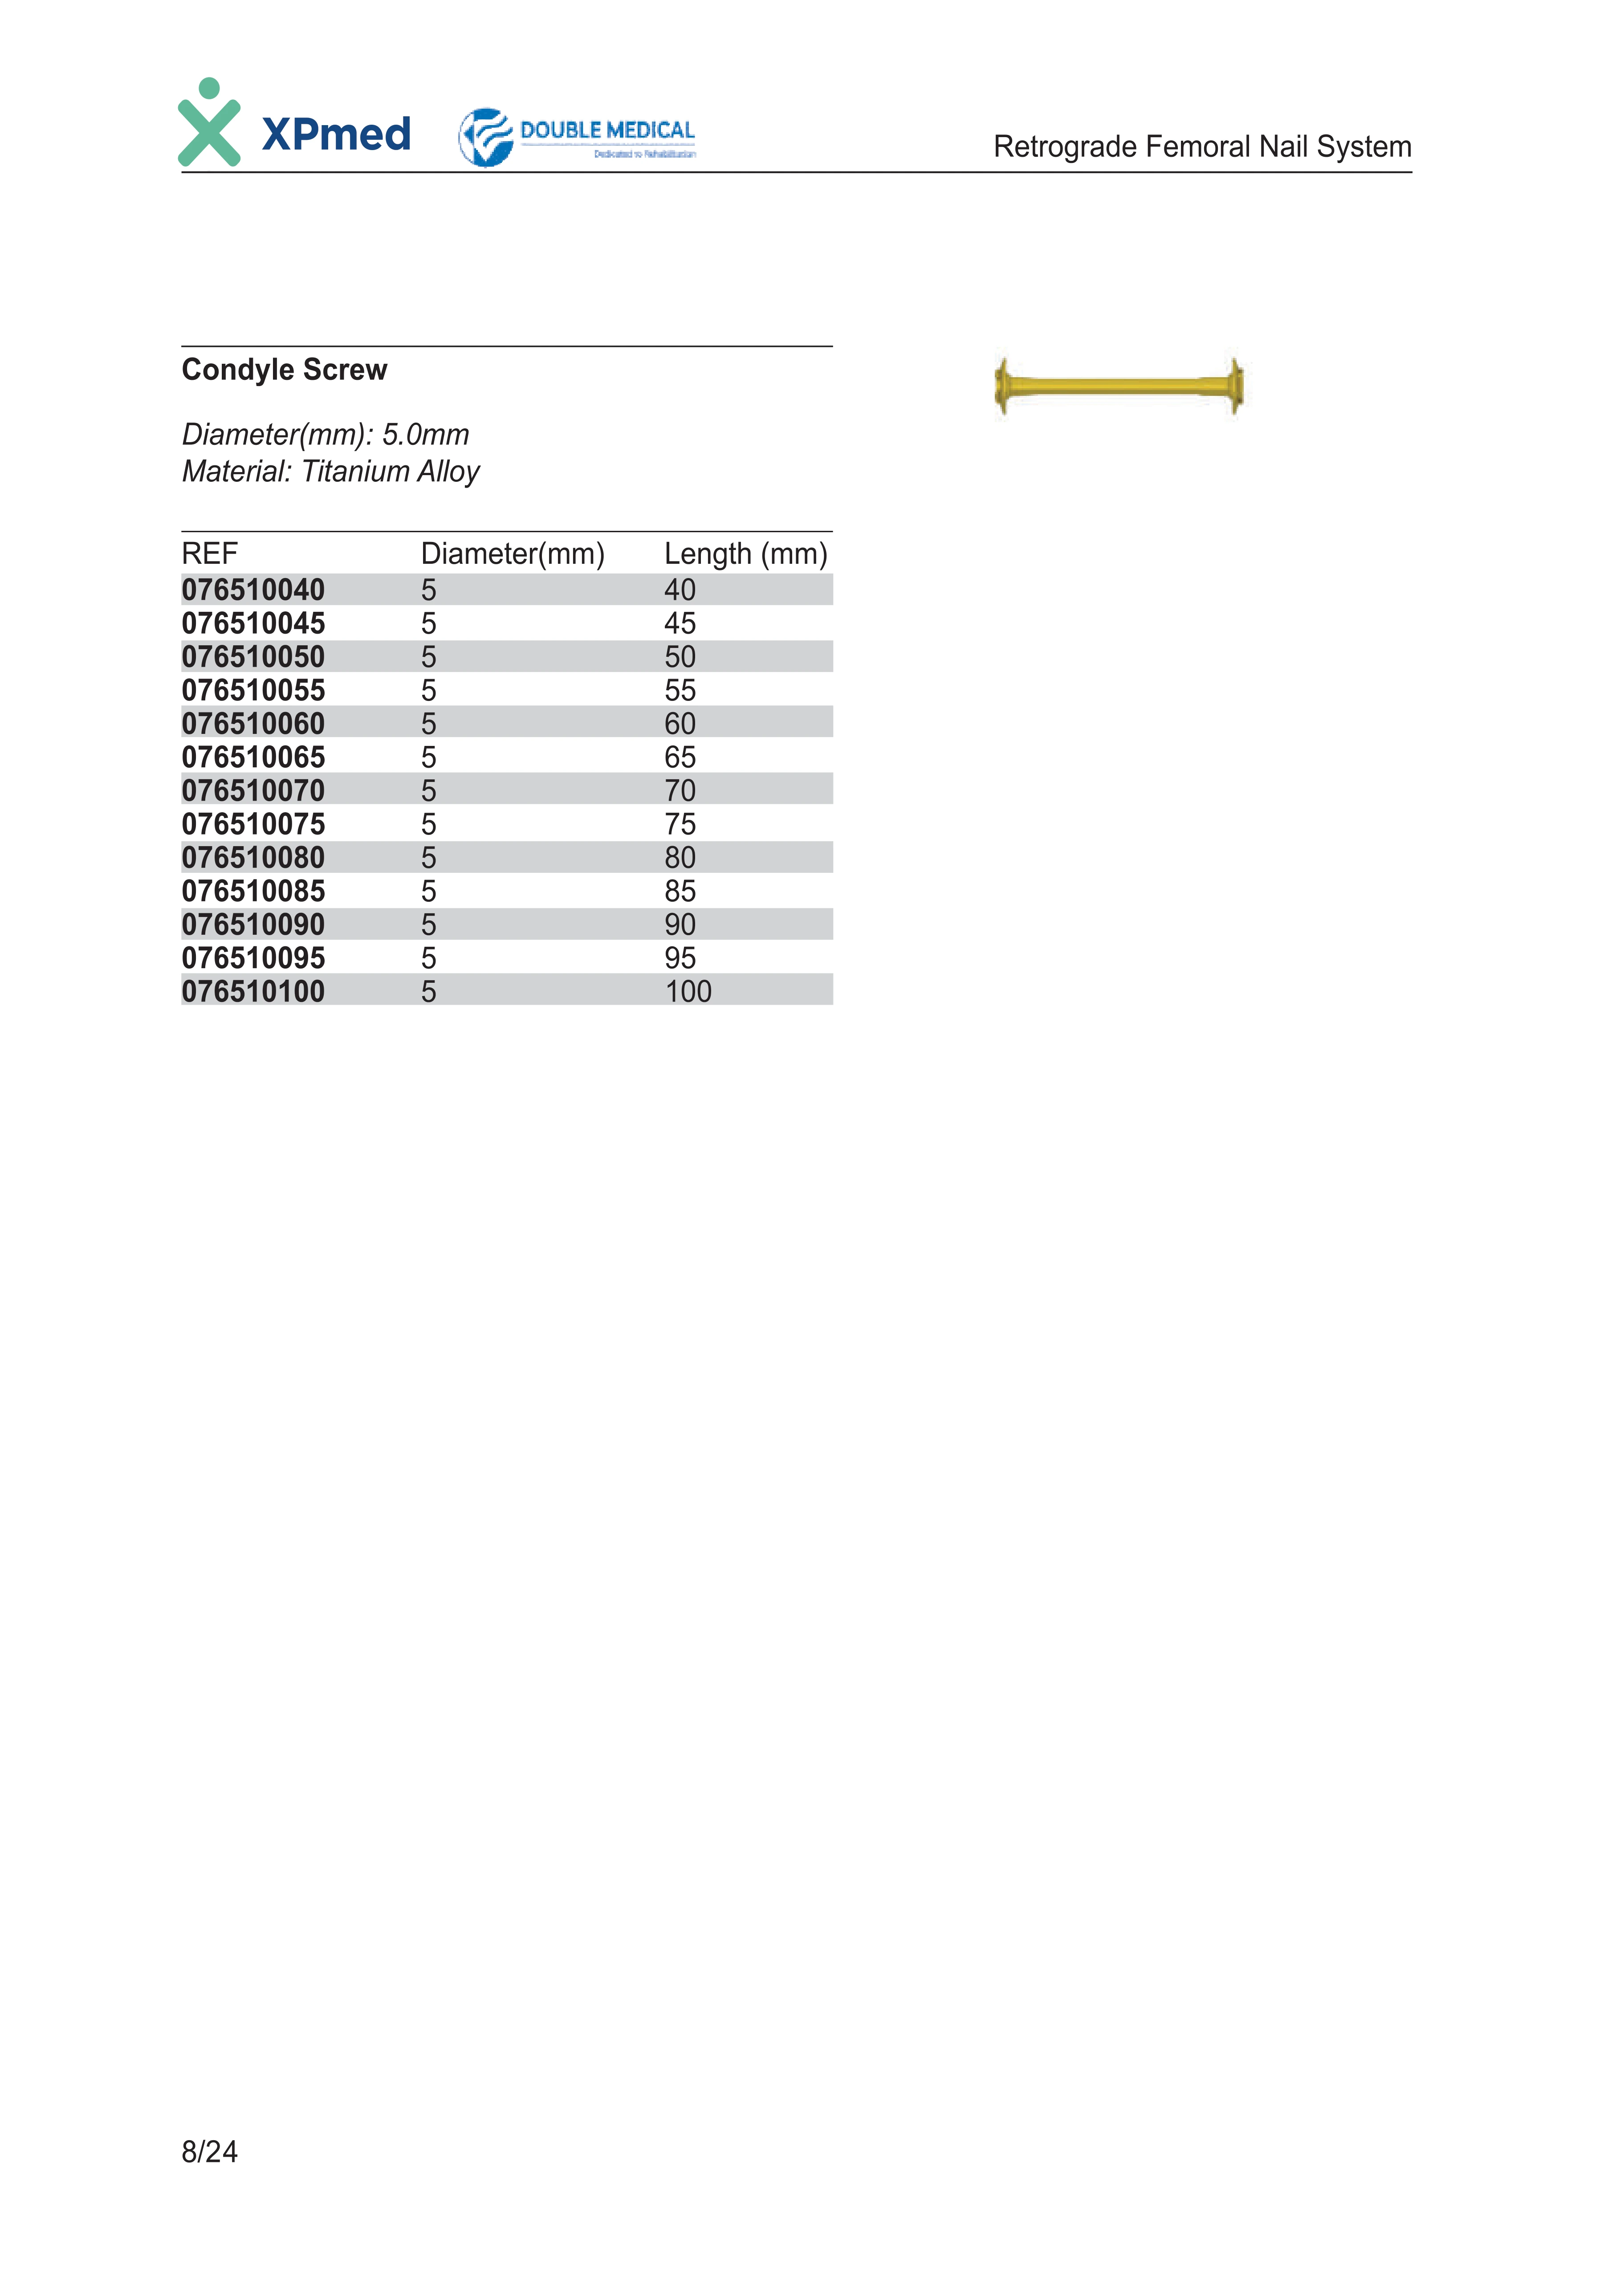 XPmed
DOUBLE MEDICAL
Dedicated to Rehabilitation
Retrograde Femoral Nail System
Condyle Screw
Diameter(mm): 5.0mm
Material: Titanium Alloy
REF Diameter(mm) Length (mm)
076510040 5 40
076510045 5 45
076510050 5 50
076510055 5 55
076510060 5 60
076510065 5 65
076510070 5 70
076510075 5 75
076510080 5 80
076510085 5 85
076510090 5 90
076510095 5 95
076510100 5 100
8/24